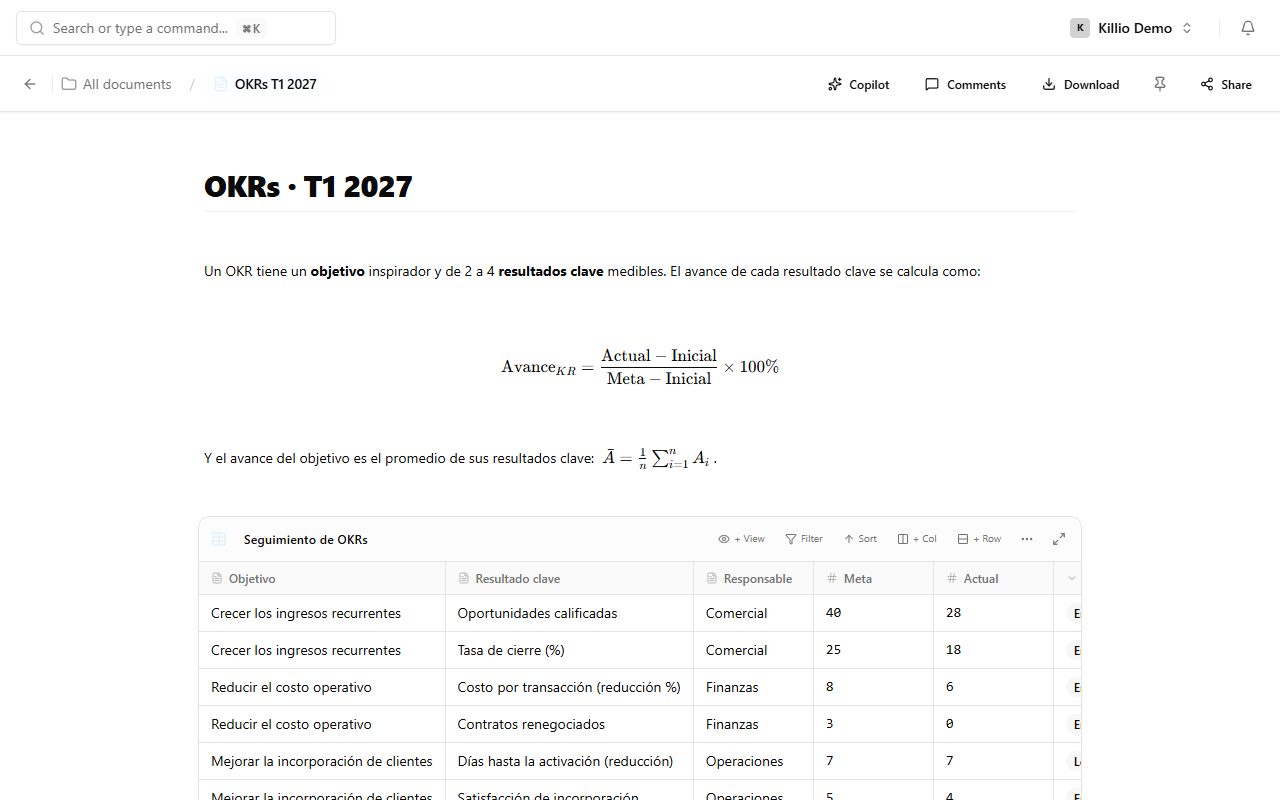 Search or type a command... ⌘K
K Killio Demo
All documents / OKRs T1 2027
Copilot Comments Download Share
OKRs · T1 2027
Un OKR tiene un objetivo inspirador y de 2 a 4 resultados clave medibles. El avance de cada resultado clave se calcula como:
Avance_KR = (Actual − Inicial) / (Meta − Inicial) × 100%
Y el avance del objetivo es el promedio de sus resultados clave: Ā = 1/n ∑_{i=1}^{n} A_i .
Seguimiento de OKRs + View Filter Sort + Col + Row
Objetivo Resultado clave Responsable # Meta # Actual
Crecer los ingresos recurrentes Oportunidades calificadas Comercial 40 28
Crecer los ingresos recurrentes Tasa de cierre (%) Comercial 25 18
Reducir el costo operativo Costo por transacción (reducción %) Finanzas 8 6
Reducir el costo operativo Contratos renegociados Finanzas 3 0
Mejorar la incorporación de clientes Días hasta la activación (reducción) Operaciones 7 7
Mejorar la incorporación de clientes Satisfacción de incorporación Operaciones 5 4